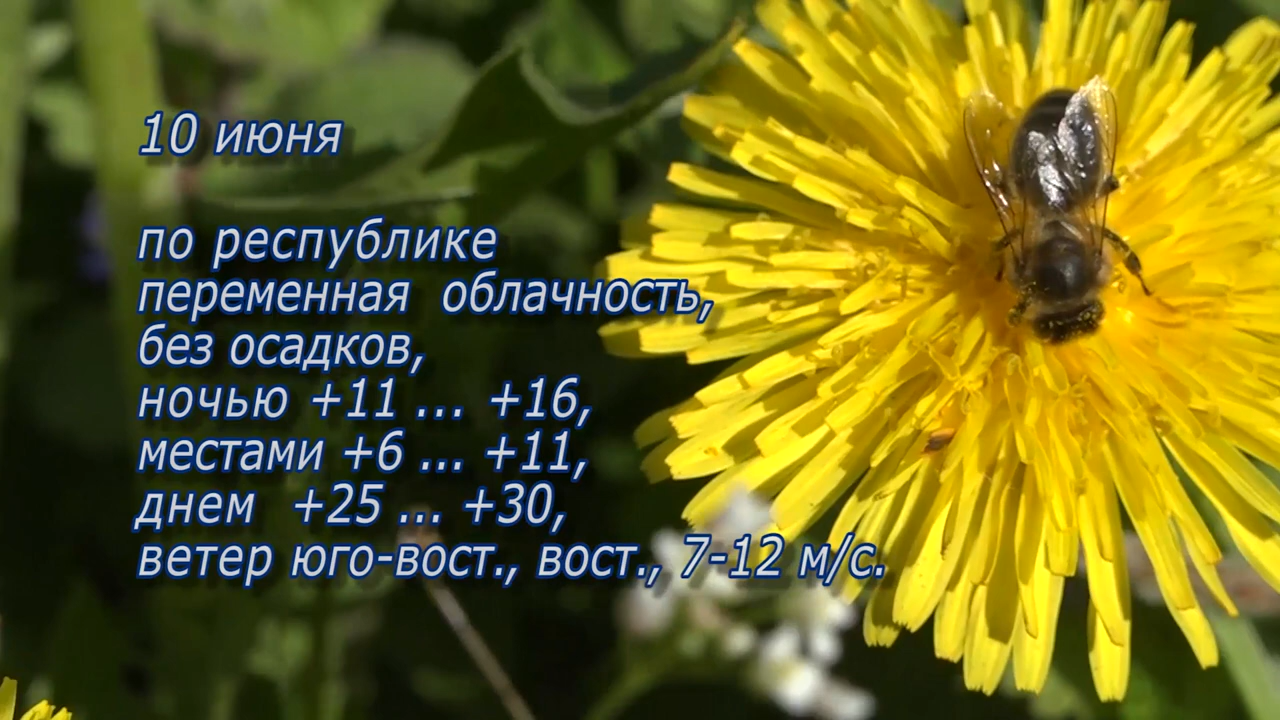 10 июня
по республике
переменная облачность,
без осадков,
ночью +11 ... +16,
местами +6 ... +11,
днем +25 ... +30,
ветер юго-вост., вост., 7-12 м/с.